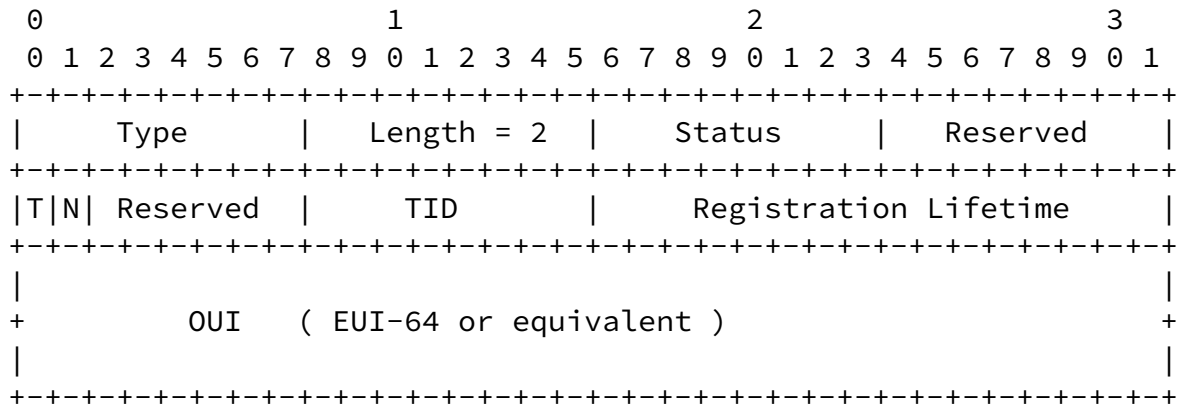 0                   1                   2                   3
 0 1 2 3 4 5 6 7 8 9 0 1 2 3 4 5 6 7 8 9 0 1 2 3 4 5 6 7 8 9 0 1
+-+-+-+-+-+-+-+-+-+-+-+-+-+-+-+-+-+-+-+-+-+-+-+-+-+-+-+-+-+-+-+-+
|     Type      |   Length = 2  |    Status     |   Reserved    |
+-+-+-+-+-+-+-+-+-+-+-+-+-+-+-+-+-+-+-+-+-+-+-+-+-+-+-+-+-+-+-+-+
|T|N| Reserved  |     TID       |     Registration Lifetime     |
+-+-+-+-+-+-+-+-+-+-+-+-+-+-+-+-+-+-+-+-+-+-+-+-+-+-+-+-+-+-+-+-+
|                                                               |
+         OUI   ( EUI-64 or equivalent )                        +
|                                                               |
+-+-+-+-+-+-+-+-+-+-+-+-+-+-+-+-+-+-+-+-+-+-+-+-+-+-+-+-+-+-+-+-+